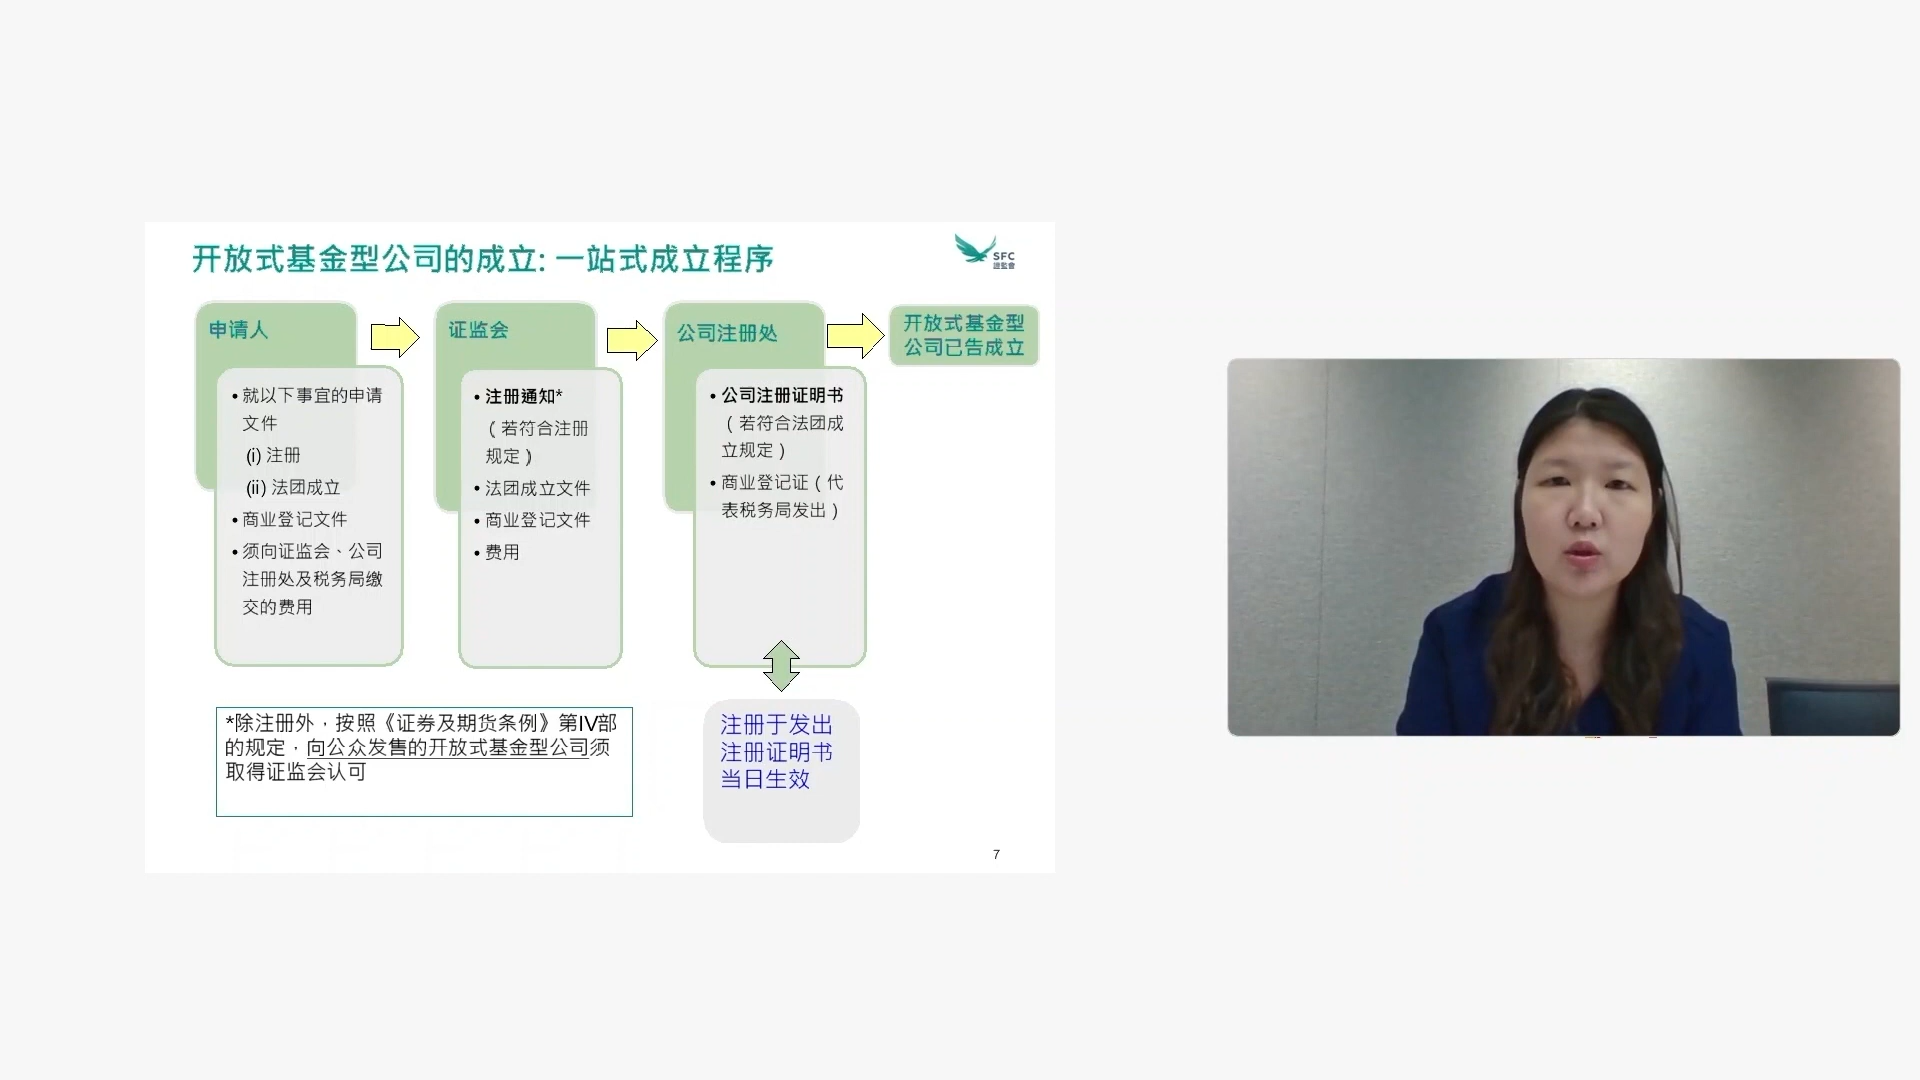 开放式基金型公司的成立: 一站式成立程序
SFC
證監會
申请人
• 就以下事宜的申请
文件
(i) 注册
(ii) 法团成立
• 商业登记文件
• 须向证监会、公司
注册处及税务局缴
交的费用
证监会
• 注册通知*
（若符合注册
规定）
• 法团成立文件
• 商业登记文件
• 费用
公司注册处
• 公司注册证明书
（若符合法团成
立规定）
• 商业登记证（代
表税务局发出）
开放式基金型
公司已告成立
*除注册外，按照《证券及期货条例》第IV部
的规定，向公众发售的开放式基金型公司须
取得证监会认可
注册于发出
注册证明书
当日生效
7